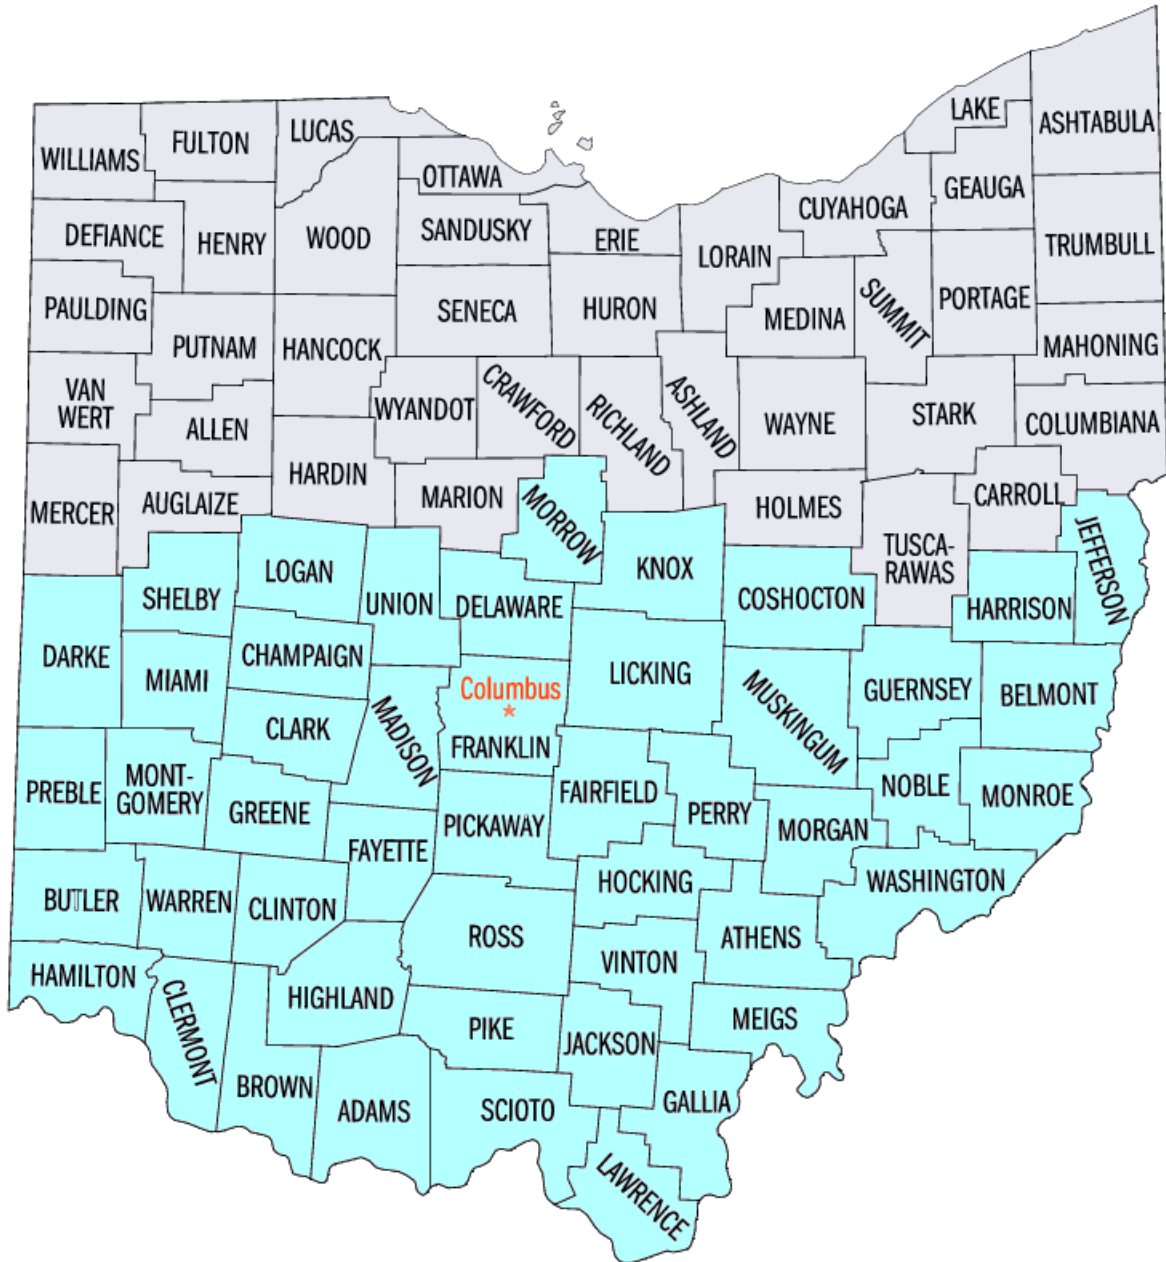 LAKE
ASHTABULA
LUCAS
FULTON
WILLIAMS
OTTAWA
GEAUGA
CUYAHOGA
DEFIANCE
HENRY
WOOD
SANDUSKY
ERIE
LORAIN
TRUMBULL
PAULDING
SENECA
HURON
MEDINA
SUMMIT
PORTAGE
PUTNAM
HANCOCK
MAHONING
VAN
WERT
ALLEN
WYANDOT
CRAWFORD
RICHLAND
ASHLAND
WAYNE
STARK
COLUMBIANA
MERCER
AUGLAIZE
HARDIN
MARION
MORROW
HOLMES
CARROLL
TUSCA-
RAWAS
JEFFERSON
SHELBY
LOGAN
UNION
DELAWARE
KNOX
COSHOCTON
HARRISON
DARKE
MIAMI
CHAMPAIGN
Columbus
LICKING
MUSKINGUM
GUERNSEY
BELMONT
CLARK
MADISON
FRANKLIN
PREBLE
MONT-
GOMERY
GREENE
FAYETTE
PICKAWAY
FAIRFIELD
PERRY
MORGAN
NOBLE
MONROE
BUTLER
WARREN
CLINTON
ROSS
HOCKING
ATHENS
WASHINGTON
HAMILTON
CLERMONT
HIGHLAND
VINTON
PIKE
JACKSON
MEIGS
BROWN
ADAMS
SCIOTO
GALLIA
LAWRENCE